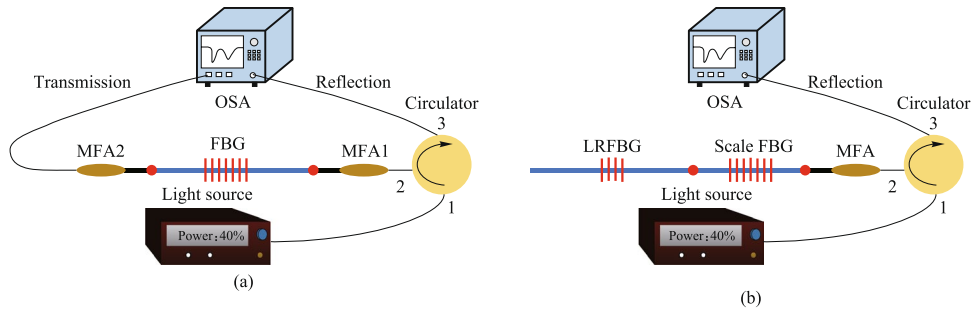 Transmission
Reflection
OSA
Circulator
3
MFA2
FBG
MFA1
2
1
Light source
Power:40%
(a)
Reflection
OSA
Circulator
3
LRFBG
Scale FBG
MFA
2
1
Light source
Power:40%
(b)